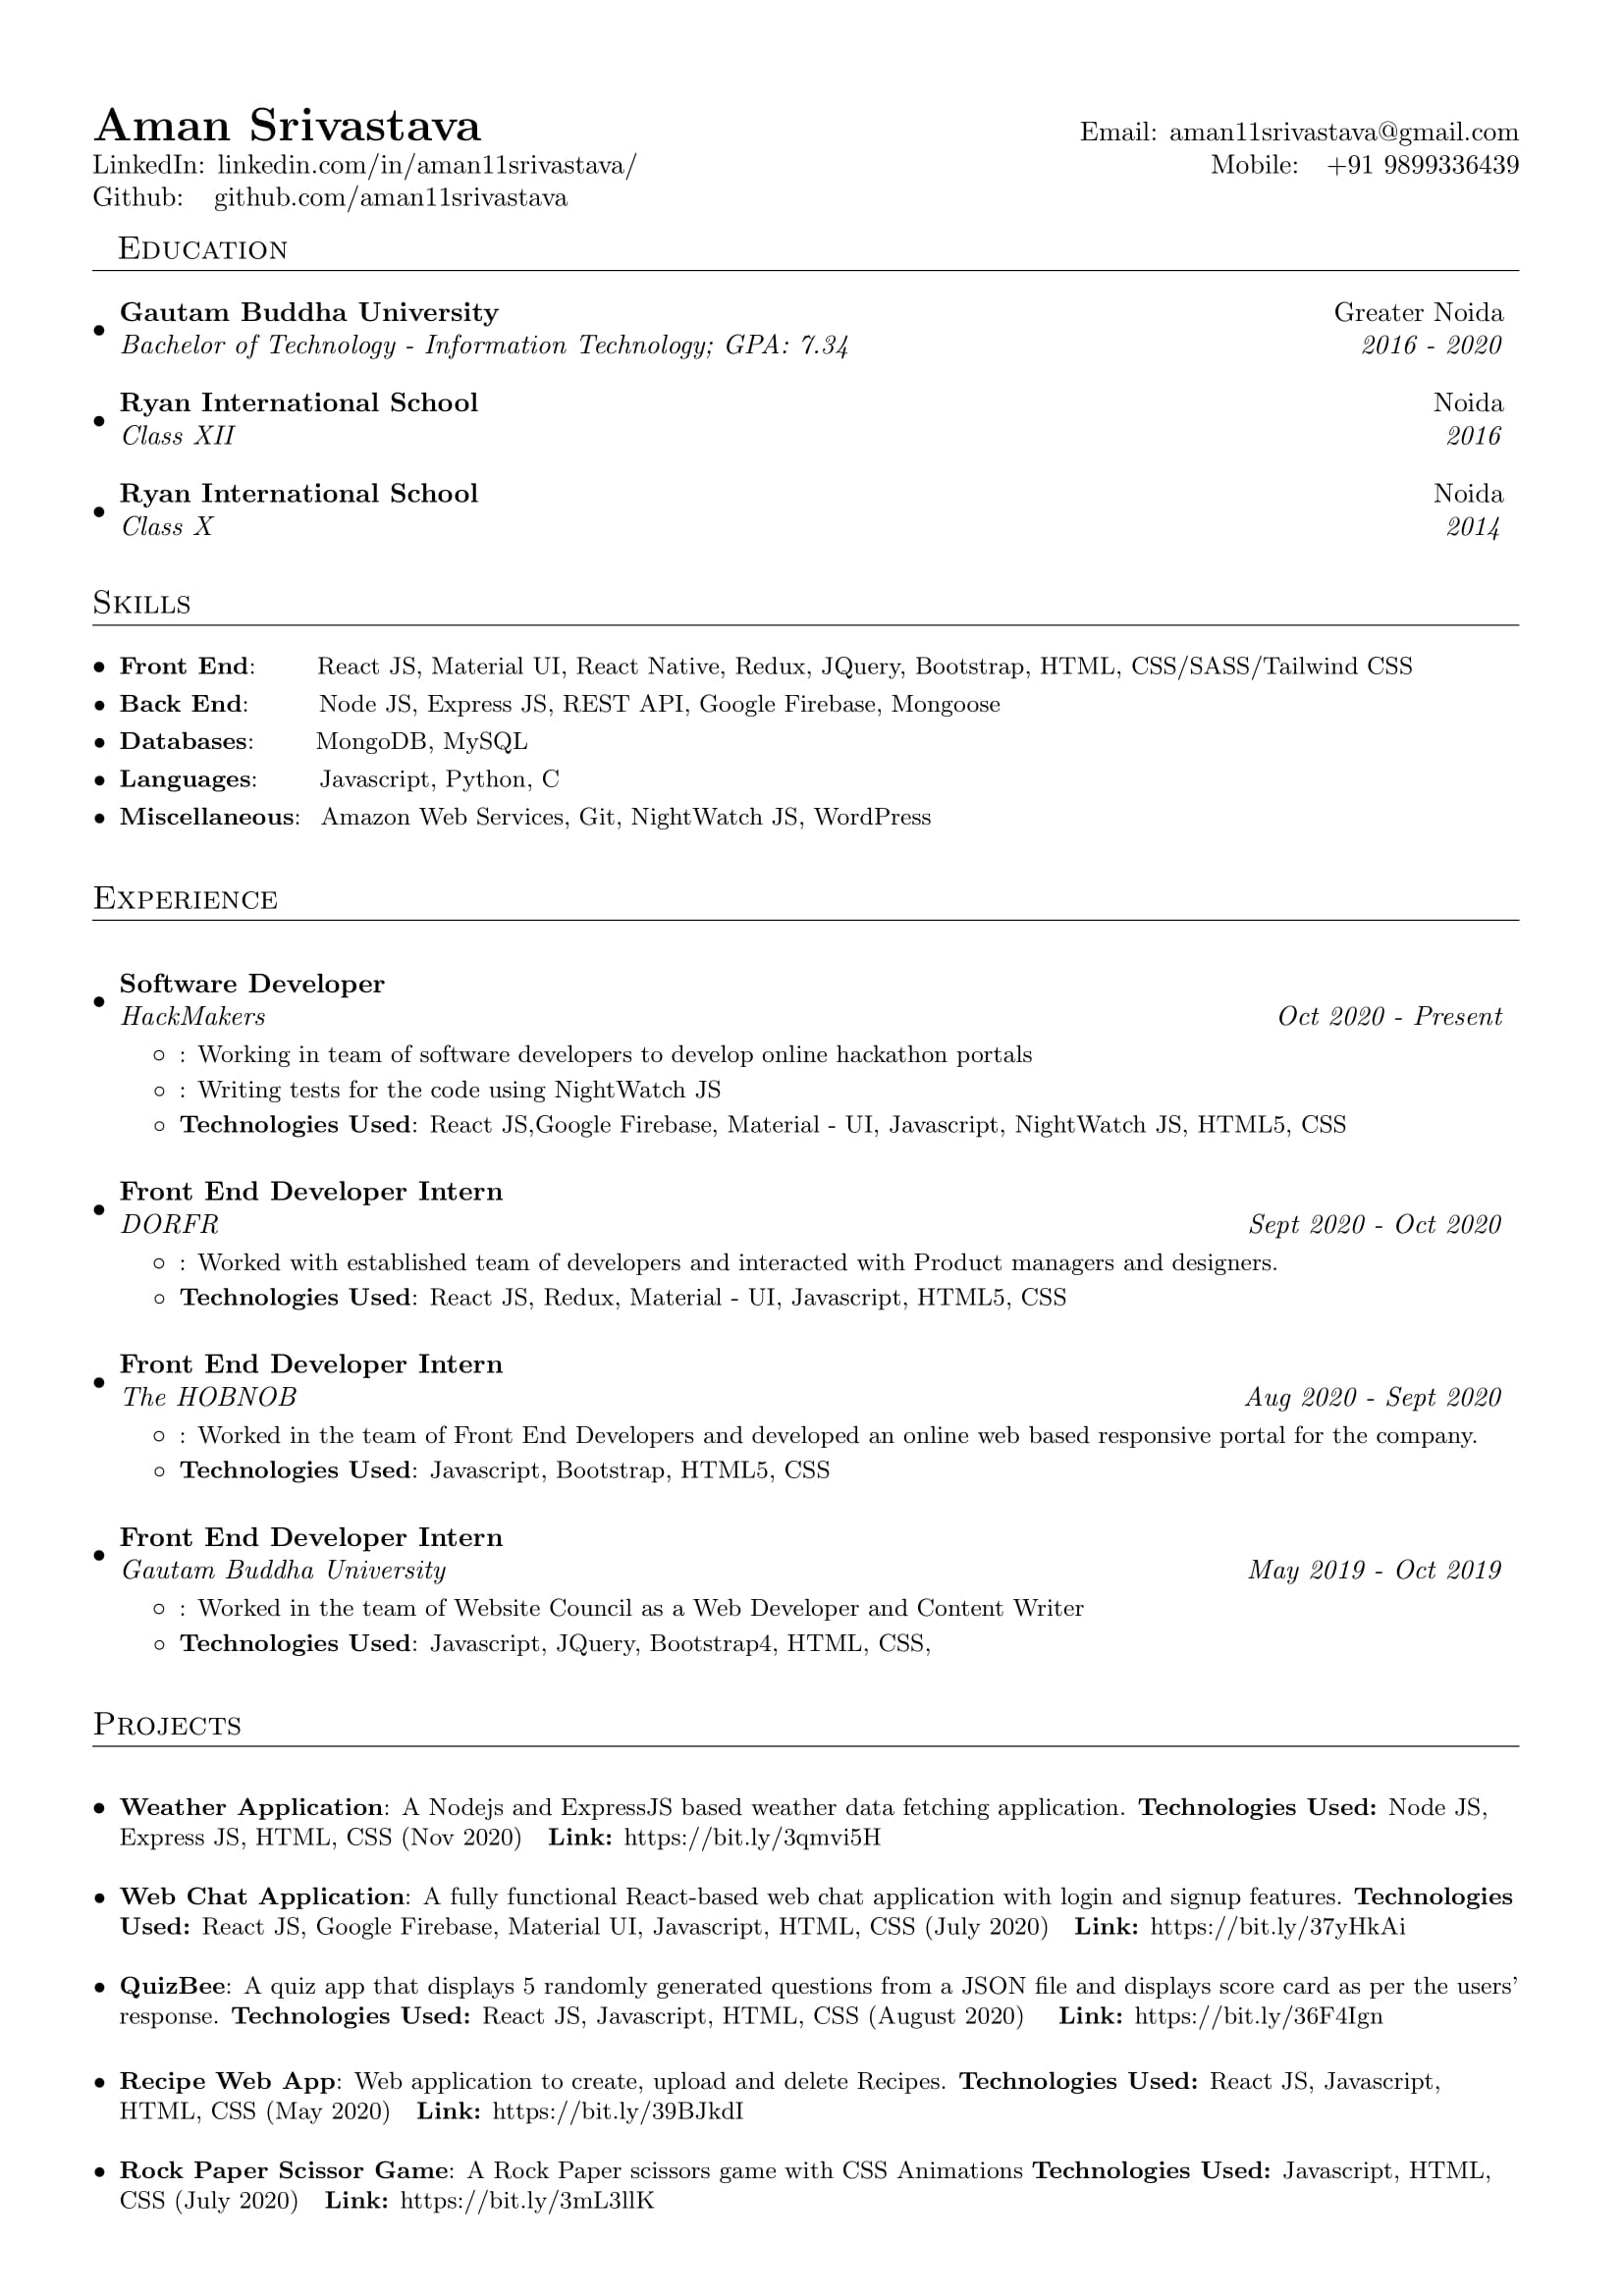 Aman Srivastava
Email: aman11srivastava@gmail.com
LinkedIn: linkedin.com/in/aman11srivastava/
Mobile: +91 9899336439
Github: github.com/aman11srivastava
Education
• Gautam Buddha University Greater Noida
Bachelor of Technology - Information Technology; GPA: 7.34 2016 - 2020
• Ryan International School Noida
Class XII 2016
• Ryan International School Noida
Class X 2014
Skills
• Front End: React JS, Material UI, React Native, Redux, JQuery, Bootstrap, HTML, CSS/SASS/Tailwind CSS
• Back End: Node JS, Express JS, REST API, Google Firebase, Mongoose
• Databases: MongoDB, MySQL
• Languages: Javascript, Python, C
• Miscellaneous: Amazon Web Services, Git, NightWatch JS, WordPress
Experience
• Software Developer
HackMakers Oct 2020 - Present
○ : Working in team of software developers to develop online hackathon portals
○ : Writing tests for the code using NightWatch JS
○ Technologies Used: React JS,Google Firebase, Material - UI, Javascript, NightWatch JS, HTML5, CSS
• Front End Developer Intern
DORFR Sept 2020 - Oct 2020
○ : Worked with established team of developers and interacted with Product managers and designers.
○ Technologies Used: React JS, Redux, Material - UI, Javascript, HTML5, CSS
• Front End Developer Intern
The HOBNOB Aug 2020 - Sept 2020
○ : Worked in the team of Front End Developers and developed an online web based responsive portal for the company.
○ Technologies Used: Javascript, Bootstrap, HTML5, CSS
• Front End Developer Intern
Gautam Buddha University May 2019 - Oct 2019
○ : Worked in the team of Website Council as a Web Developer and Content Writer
○ Technologies Used: Javascript, JQuery, Bootstrap4, HTML, CSS,
Projects
• Weather Application: A Nodejs and ExpressJS based weather data fetching application. Technologies Used: Node JS,
Express JS, HTML, CSS (Nov 2020) Link: https://bit.ly/3qmvi5H
• Web Chat Application: A fully functional React-based web chat application with login and signup features. Technologies
Used: React JS, Google Firebase, Material UI, Javascript, HTML, CSS (July 2020) Link: https://bit.ly/37yHkAi
• QuizBee: A quiz app that displays 5 randomly generated questions from a JSON file and displays score card as per the users'
response. Technologies Used: React JS, Javascript, HTML, CSS (August 2020) Link: https://bit.ly/36F4Ign
• Recipe Web App: Web application to create, upload and delete Recipes. Technologies Used: React JS, Javascript,
HTML, CSS (May 2020) Link: https://bit.ly/39BJkdI
• Rock Paper Scissor Game: A Rock Paper scissors game with CSS Animations Technologies Used: Javascript, HTML,
CSS (July 2020) Link: https://bit.ly/3mL3llK